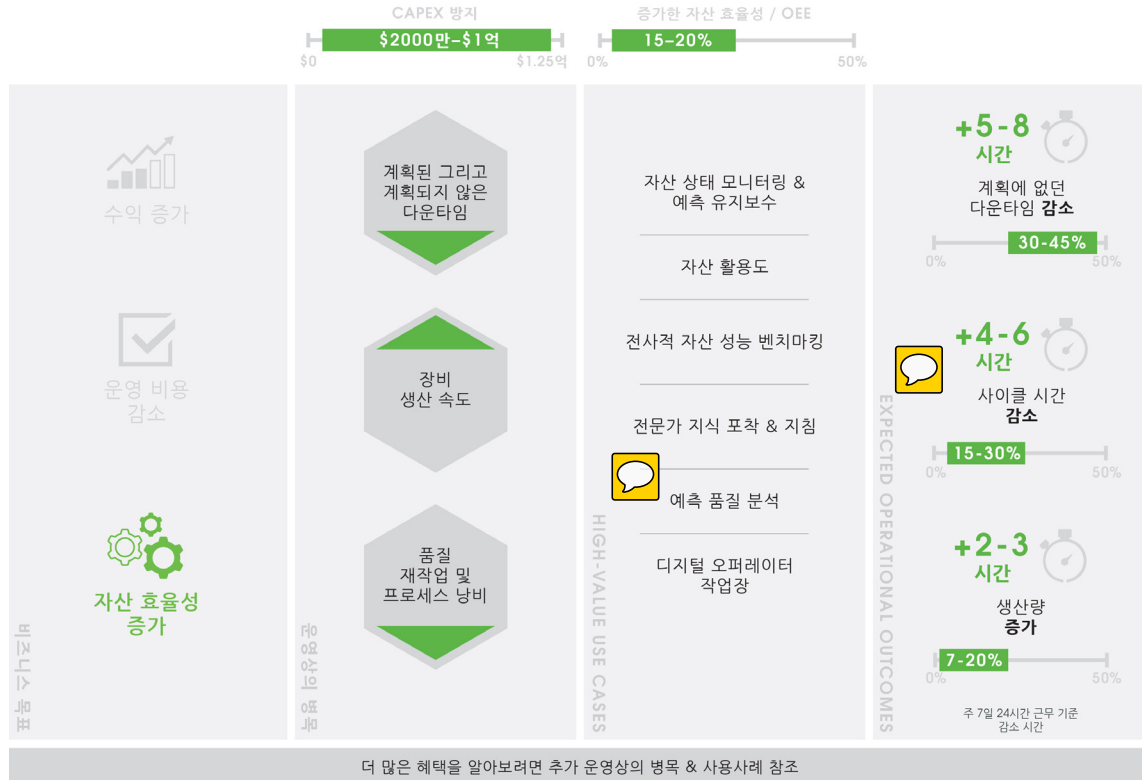 CAPEX 방지
$2000만–$1억
$0
$1.25억
증가한 자산 효율성 / OEE
15–20%
0%
50%
수익 증가
운영 비용
감소
자산 효율성
증가
비즈니스 목표
계획된 그리고
계획되지 않은
다운타임
장비
생산 속도
품질
재작업 및
프로세스 낭비
운영상의 병목
자산 상태 모니터링 &
예측 유지보수
자산 활용도
전사적 자산 성능 벤치마킹
전문가 지식 포착 & 지침
예측 품질 분석
디지털 오퍼레이터
작업장
HIGH-VALUE USE CASES
+5-8
시간
계획에 없던
다운타임 감소
30-45%
0%
50%
+4-6
시간
사이클 시간
감소
15-30%
0%
50%
+2-3
시간
생산량
증가
7-20%
0%
50%
주 7일 24시간 근무 기준
감소 시간
EXPECTED OPERATIONAL OUTCOMES
더 많은 혜택을 알아보려면 추가 운영상의 병목 & 사용사례 참조